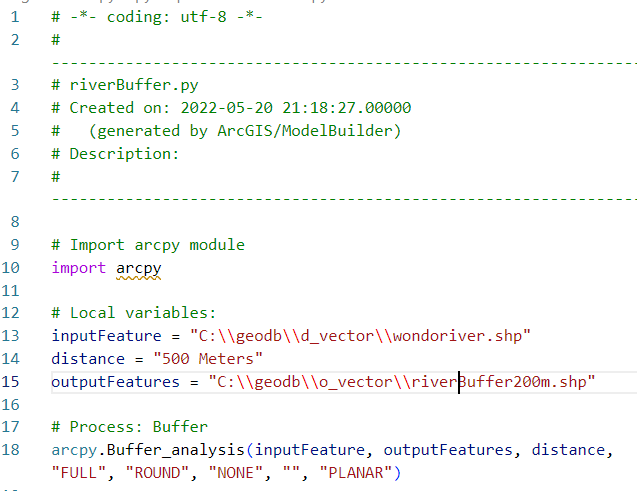 1 # -*- coding: utf-8 -*-
2 #
---------------------------------------------------------------
3 # riverBuffer.py
4 # Created on: 2022-05-20 21:18:27.00000
5 #   (generated by ArcGIS/ModelBuilder)
6 # Description:
7 #
---------------------------------------------------------------
8
9 # Import arcpy module
10 import arcpy
11
12 # Local variables:
13 inputFeature = "C:\\geodb\\d_vector\\wondoriver.shp"
14 distance = "500 Meters"
15 outputFeatures = "C:\\geodb\\o_vector\\riverBuffer200m.shp"
16
17 # Process: Buffer
18 arcpy.Buffer_analysis(inputFeature, outputFeatures, distance,
"FULL", "ROUND", "NONE", "", "PLANAR")